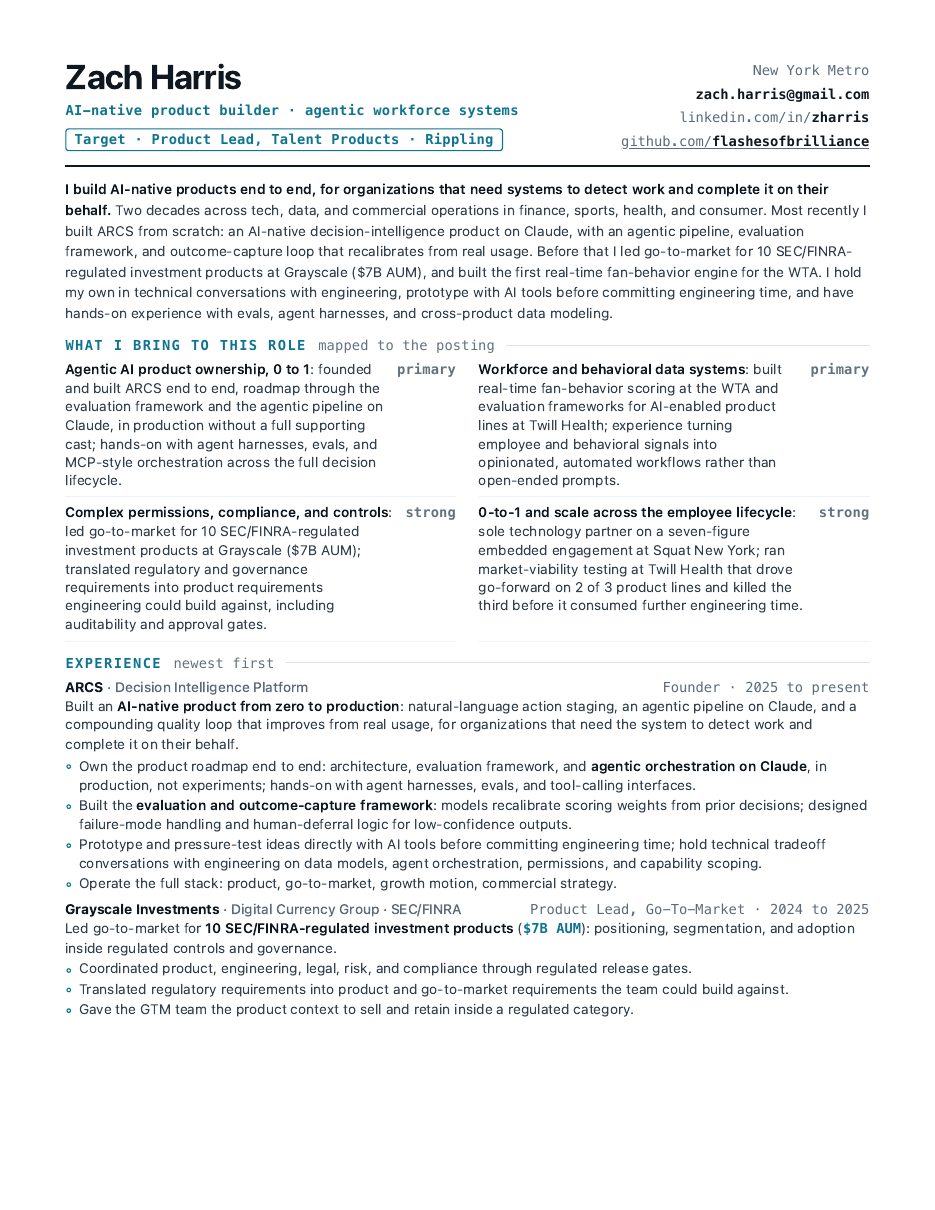 Zach Harris
AI–native product builder · agentic workforce systems
Target · Product Lead, Talent Products · Rippling
New York Metro
zach.harris@gmail.com
linkedin.com/in/zharris
github.com/flashesofbrilliance
I build AI-native products end to end, for organizations that need systems to detect work and complete it on their
behalf. Two decades across tech, data, and commercial operations in finance, sports, health, and consumer. Most recently I
built ARCS from scratch: an AI-native decision-intelligence product on Claude, with an agentic pipeline, evaluation
framework, and outcome-capture loop that recalibrates from real usage. Before that I led go-to-market for 10 SEC/FINRA-
regulated investment products at Grayscale ($7B AUM), and built the first real-time fan-behavior engine for the WTA. I hold
my own in technical conversations with engineering, prototype with AI tools before committing engineering time, and have
hands-on experience with evals, agent harnesses, and cross-product data modeling.
WHAT I BRING TO THIS ROLE mapped to the posting
Agentic AI product ownership, 0 to 1: founded primary
and built ARCS end to end, roadmap through the
evaluation framework and the agentic pipeline on
Claude, in production without a full supporting
cast; hands-on with agent harnesses, evals, and
MCP-style orchestration across the full decision
lifecycle.
Workforce and behavioral data systems: built primary
real-time fan-behavior scoring at the WTA and
evaluation frameworks for AI-enabled product
lines at Twill Health; experience turning
employee and behavioral signals into
opinionated, automated workflows rather than
open-ended prompts.
Complex permissions, compliance, and controls: strong
led go-to-market for 10 SEC/FINRA-regulated
investment products at Grayscale ($7B AUM);
translated regulatory and governance
requirements into product requirements
engineering could build against, including
auditability and approval gates.
0-to-1 and scale across the employee lifecycle: strong
sole technology partner on a seven-figure
embedded engagement at Squat New York; ran
market-viability testing at Twill Health that drove
go-forward on 2 of 3 product lines and killed the
third before it consumed further engineering time.
EXPERIENCE newest first
ARCS · Decision Intelligence Platform Founder · 2025 to present
Built an AI-native product from zero to production: natural-language action staging, an agentic pipeline on Claude, and a
compounding quality loop that improves from real usage, for organizations that need the system to detect work and
complete it on their behalf.
Own the product roadmap end to end: architecture, evaluation framework, and agentic orchestration on Claude, in
production, not experiments; hands-on with agent harnesses, evals, and tool-calling interfaces.
Built the evaluation and outcome-capture framework: models recalibrate scoring weights from prior decisions; designed
failure-mode handling and human-deferral logic for low-confidence outputs.
Prototype and pressure-test ideas directly with AI tools before committing engineering time; hold technical tradeoff
conversations with engineering on data models, agent orchestration, permissions, and capability scoping.
Operate the full stack: product, go-to-market, growth motion, commercial strategy.
Grayscale Investments · Digital Currency Group · SEC/FINRA Product Lead, Go–To–Market · 2024 to 2025
Led go-to-market for 10 SEC/FINRA-regulated investment products ($7B AUM): positioning, segmentation, and adoption
inside regulated controls and governance.
Coordinated product, engineering, legal, risk, and compliance through regulated release gates.
Translated regulatory requirements into product and go-to-market requirements the team could build against.
Gave the GTM team the product context to sell and retain inside a regulated category.